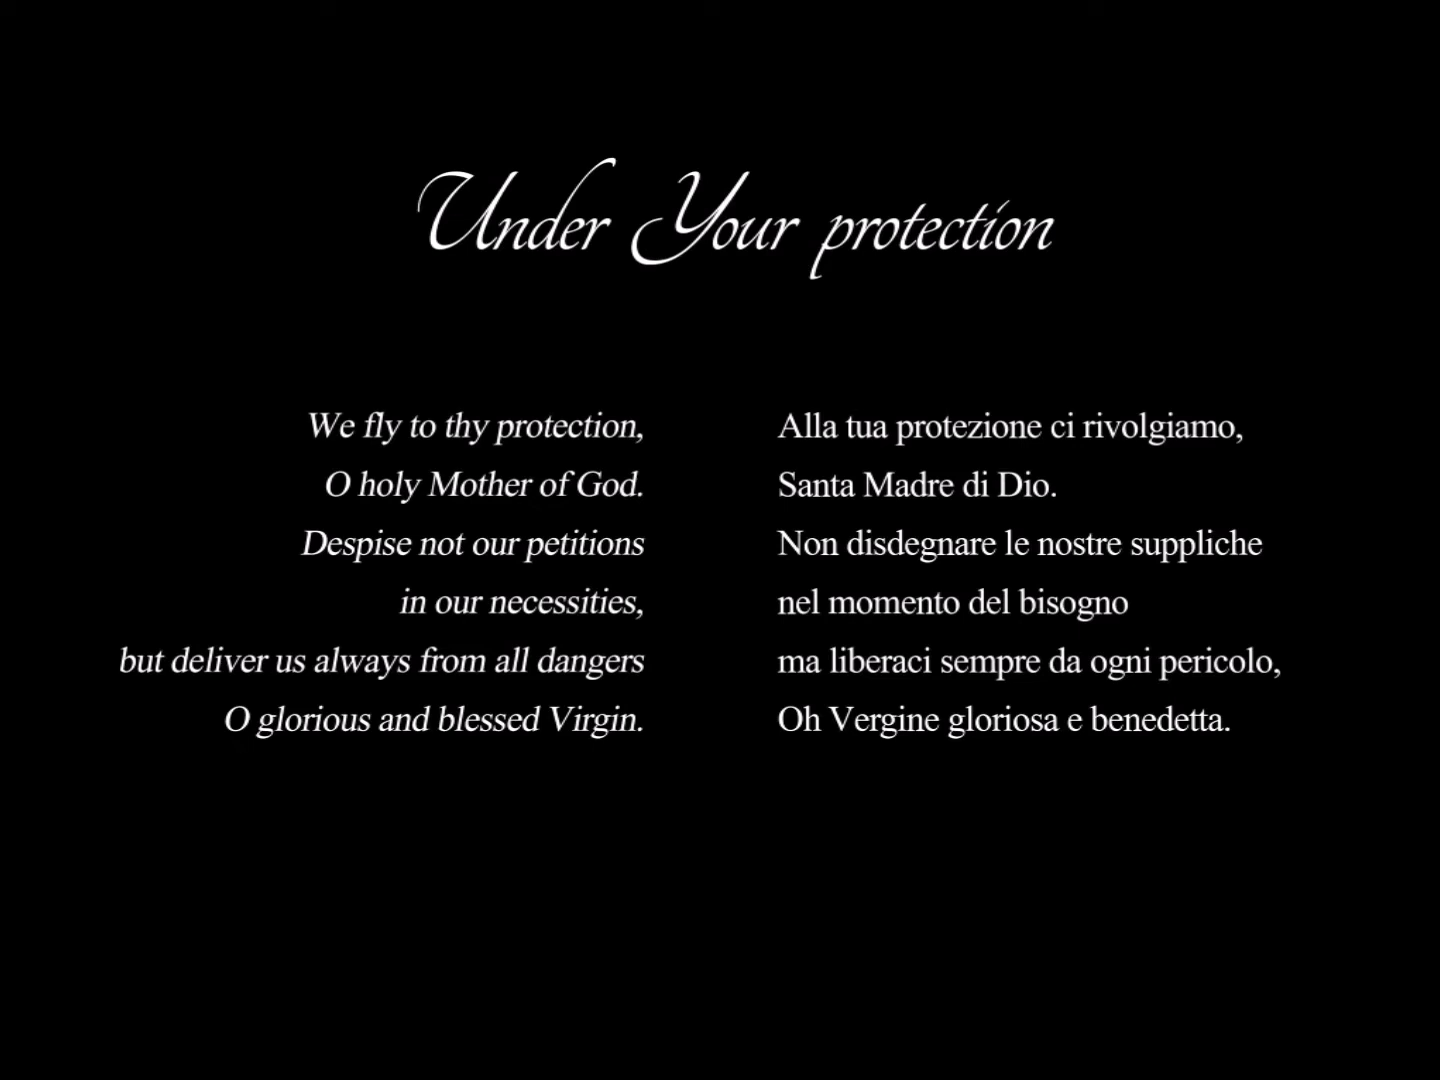 Under Your protection
We fly to thy protection,
O holy Mother of God.
Despise not our petitions
in our necessities,
but deliver us always from all dangers
O glorious and blessed Virgin.
Alla tua protezione ci rivolgiamo,
Santa Madre di Dio.
Non disdegnare le nostre suppliche
nel momento del bisogno
ma liberaci sempre da ogni pericolo,
Oh Vergine gloriosa e benedetta.